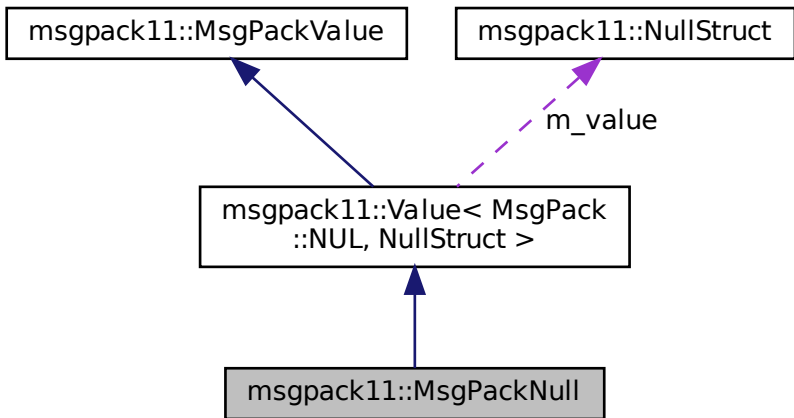 msgpack11::MsgPackValue
msgpack11::NullStruct
m_value
msgpack11::Value< MsgPack
::NUL, NullStruct >
msgpack11::MsgPackNull